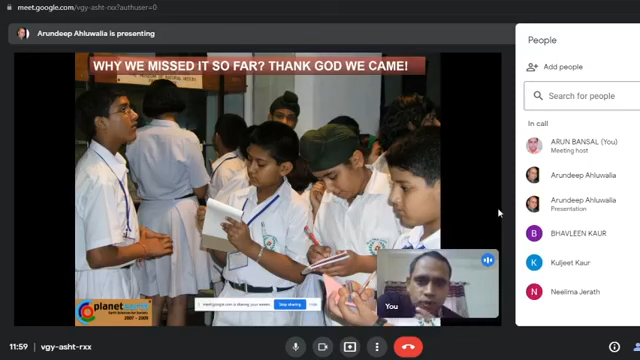 meet.google.com/vgy-asht-rxx?authuser=0
Arundeep Ahluwalia is presenting
WHY WE MISSED IT SO FAR? THANK GOD WE CAME!
planet earth
Earth Sciences for Society
2007 - 2009
meet.google.com is sharing your screen.
Stop sharing
Hide
You
People
Add people
Search for people
In call
ARUN BANSAL (You)
Meeting host
Arundeep Ahluwalia
Arundeep Ahluwalia
Presentation
B
BHAVLEEN KAUR
K
Kuljeet Kaur
N
Neelima Jerath
11:59
vgy-asht-rxx